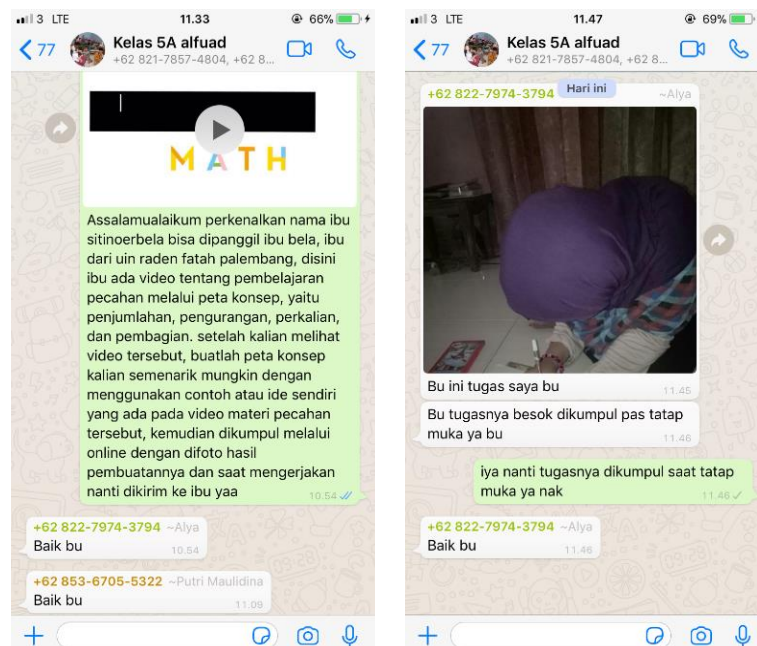 3 LTE
11.33
66%
77
Kelas 5A alfuad
+62 821-7857-4804, +62 8...
MATH
Assalamualaikum perkenalkan nama ibu
sitinoerbela bisa dipanggil ibu bela, ibu
dari uin raden fatah palembang, disini
ibu ada video tentang pembelajaran
pecahan melalui peta konsep, yaitu
penjumlahan, pengurangan, perkalian,
dan pembagian. setelah kalian melihat
video tersebut, buatlah peta konsep
kalian semenarik mungkin dengan
menggunakan contoh atau ide sendiri
yang ada pada video materi pecahan
tersebut, kemudian dikumpul melalui
online dengan difoto hasil
pembuatannya dan saat mengerjakan
nanti dikirim ke ibu yaa
10.54
+62 822-7974-3794 ~Alya
Baik bu
10.54
+62 853-6705-5322 ~Putri Maulidina
Baik bu
11.09
3 LTE
11.47
69%
77
Kelas 5A alfuad
+62 821-7857-4804, +62 8...
Hari ini
+62 822-7974-3794 ~Alya
Bu ini tugas saya bu
11.45
Bu tugasnya besok dikumpul pas tatap
muka ya bu
11.46
iya nanti tugasnya dikumpul saat tatap
muka ya nak
11.46
+62 822-7974-3794 ~Alya
Baik bu
11.46